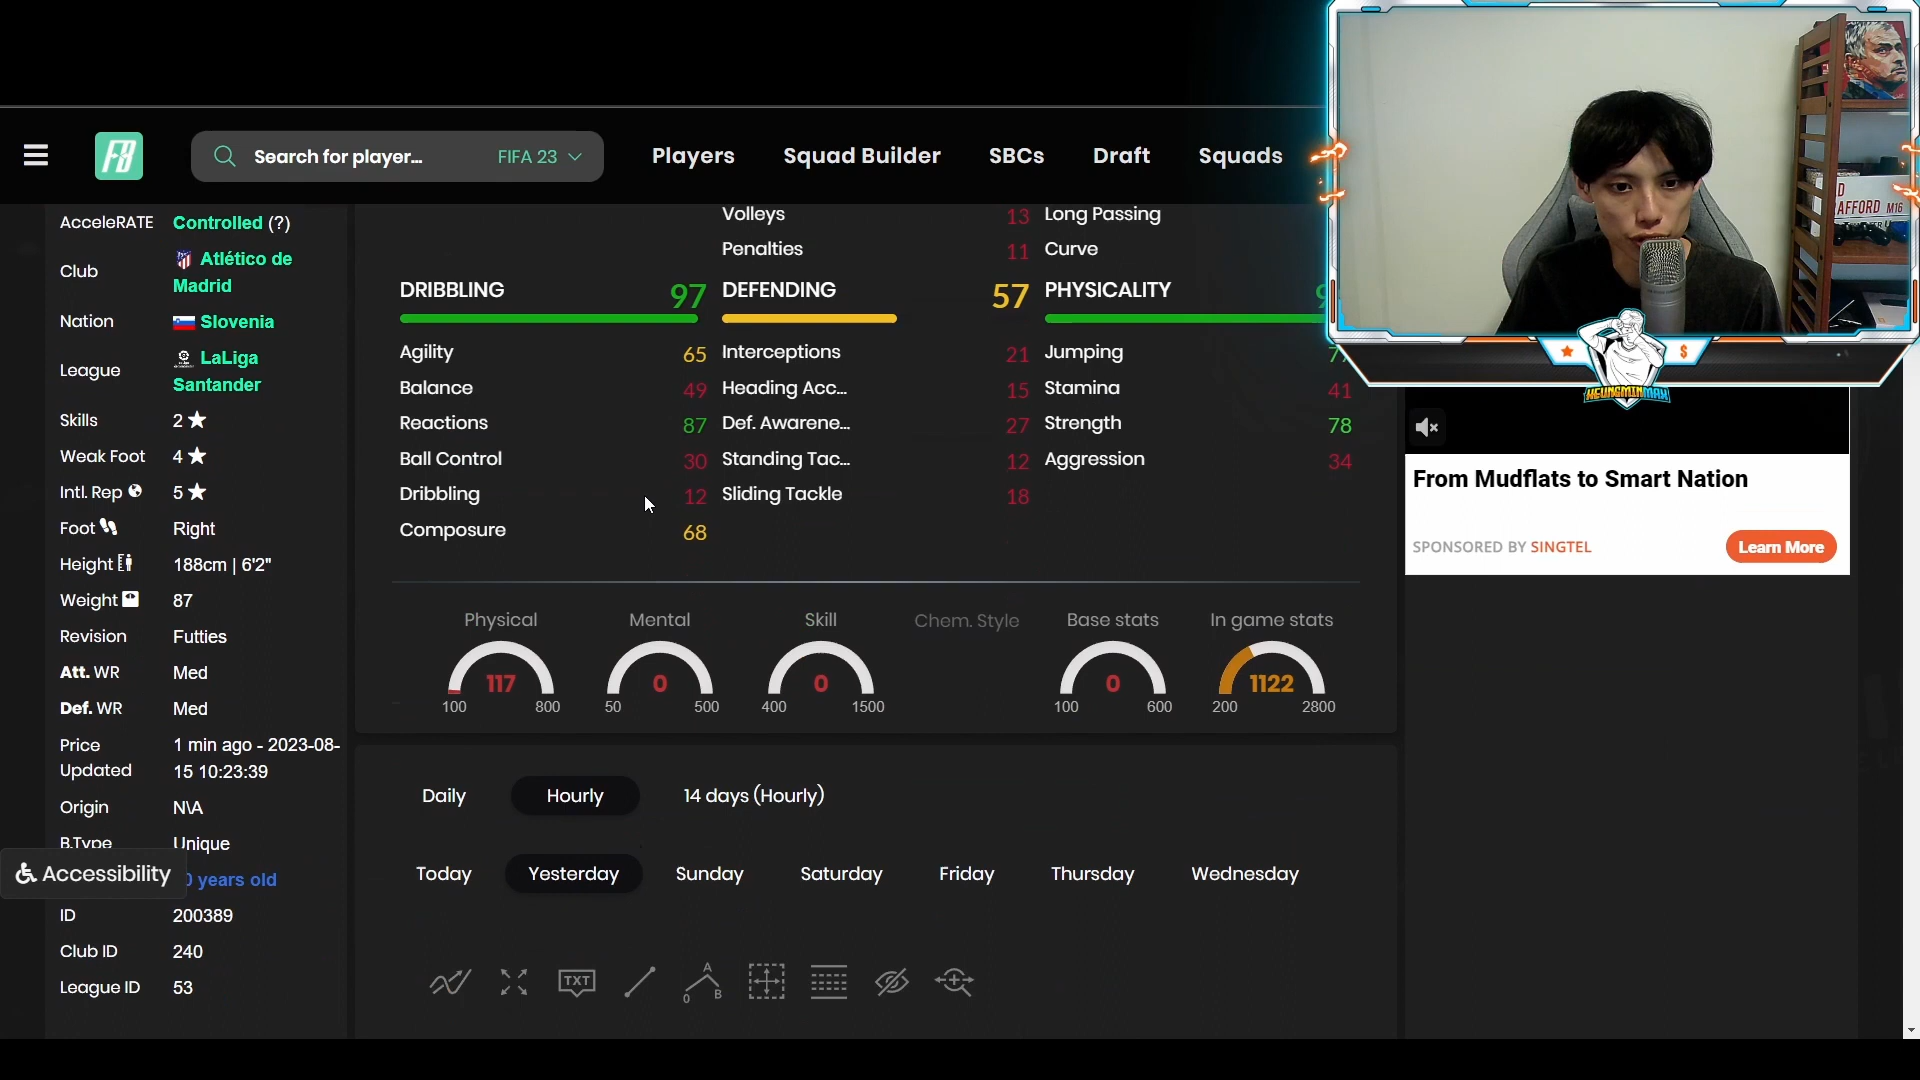 Search for player...
FIFA 23
Players
Squad Builder
SBCs
Draft
Squads
AcceleRATE
Controlled (?)
Club
Atlético de
Madrid
Nation
Slovenia
League
LaLiga
Santander
Skills
2
Weak Foot
4
Intl. Rep
5
Foot
Right
Height
188cm | 6'2"
Weight
87
Revision
Futties
Att. WR
Med
Def. WR
Med
Price
Updated
1 min ago - 2023-08-
15 10:23:39
Origin
N\A
B.Type
Unique
Accessibility
years old
ID
200389
Club ID
240
League ID
53
Volleys 13
Penalties 11
Long Passing
Curve
DRIBBLING 97
Agility 65
Balance 49
Reactions 87
Ball Control 30
Dribbling 12
Composure 68
DEFENDING 57
Interceptions 21
Heading Acc... 15
Def. Awarene... 27
Standing Tac... 12
Sliding Tackle 18
PHYSICALITY
Jumping
Stamina 41
Strength 78
Aggression 34
Physical
117
100 800
Mental
0
50 500
Skill
0
400 1500
Chem. Style
Base stats
0
100 600
In game stats
1122
200 2800
Daily
Hourly
14 days (Hourly)
Today
Yesterday
Sunday
Saturday
Friday
Thursday
Wednesday
TXT
A
0 B
HEUNGMINMAX
$
From Mudflats to Smart Nation
SPONSORED BY SINGTEL
Learn More